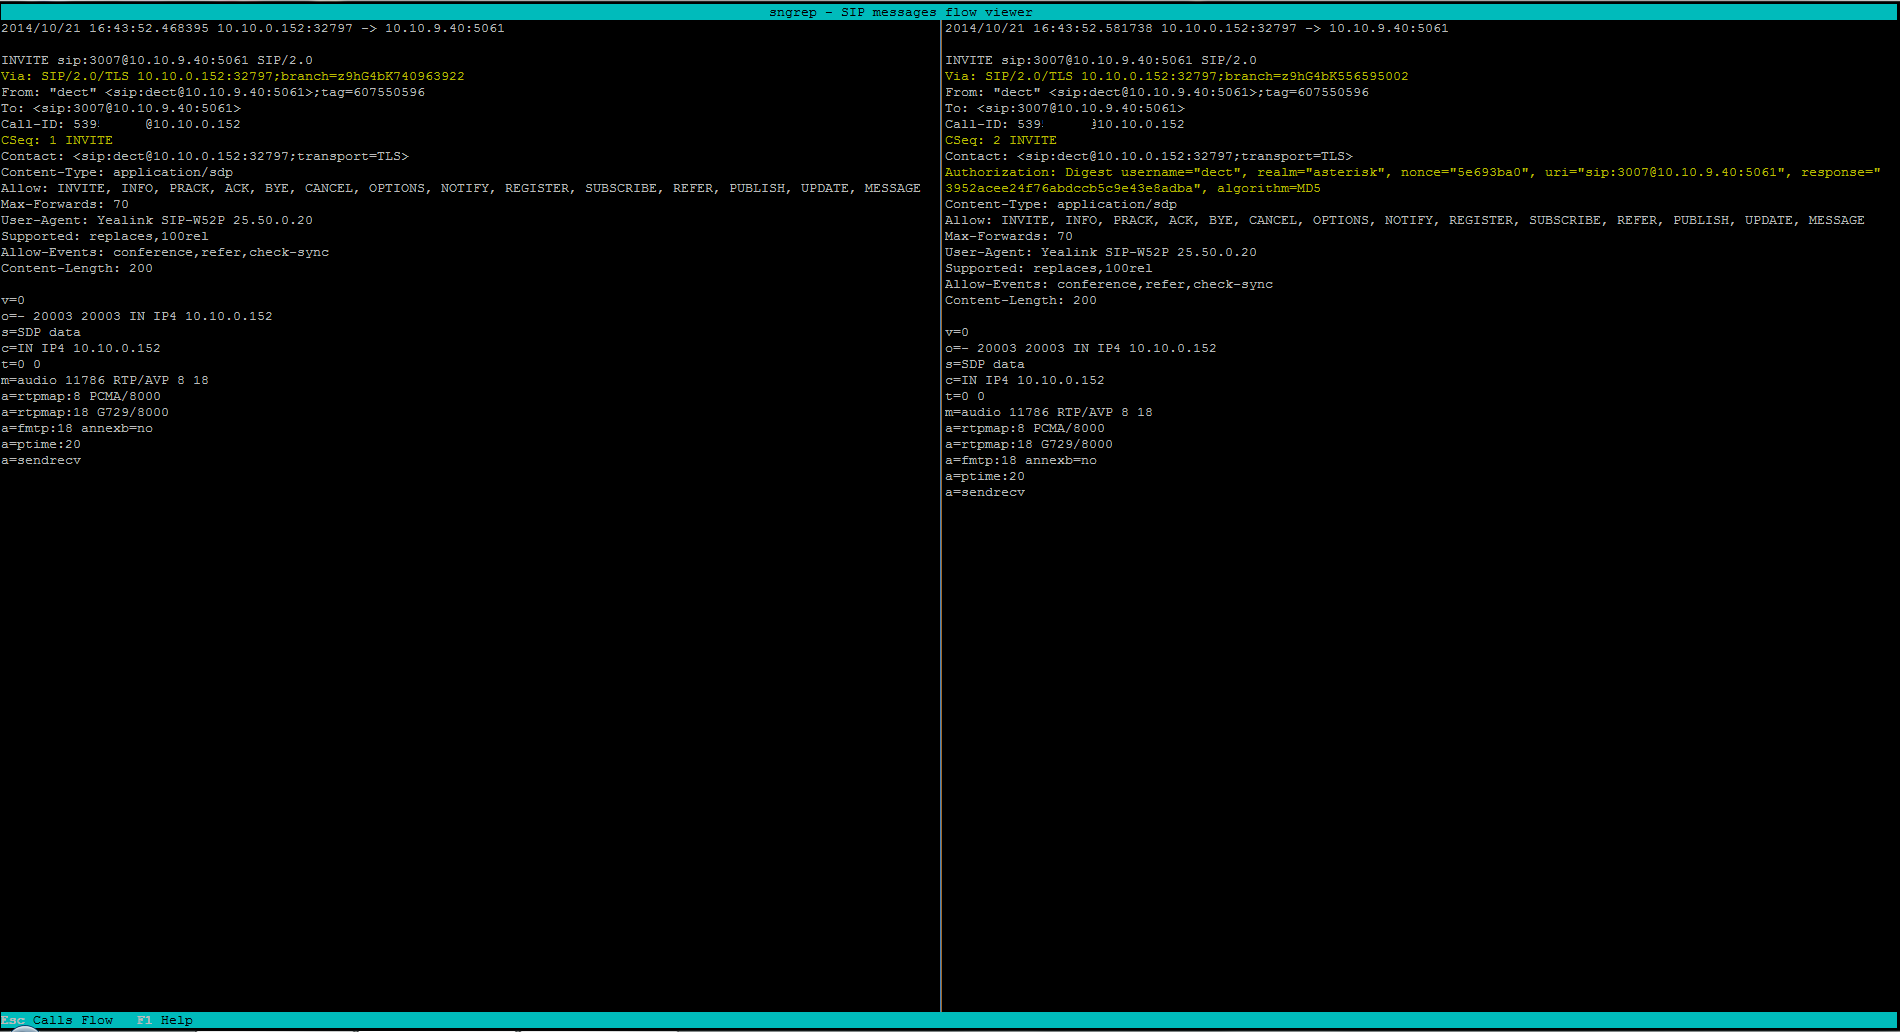 sngrep - SIP messages flow viewer
2014/10/21 16:43:52.468395 10.10.0.152:32797 -> 10.10.9.40:5061
INVITE sip:3007@10.10.9.40:5061 SIP/2.0
Via: SIP/2.0/TLS 10.10.0.152:32797;branch=z9hG4bK740963922
From: "dect" <sip:dect@10.10.9.40:5061>;tag=607550596
To: <sip:3007@10.10.9.40:5061>
Call-ID: 539 @10.10.0.152
CSeq: 1 INVITE
Contact: <sip:dect@10.10.0.152:32797;transport=TLS>
Content-Type: application/sdp
Allow: INVITE, INFO, PRACK, ACK, BYE, CANCEL, OPTIONS, NOTIFY, REGISTER, SUBSCRIBE, REFER, PUBLISH, UPDATE, MESSAGE
Max-Forwards: 70
User-Agent: Yealink SIP-W52P 25.50.0.20
Supported: replaces,100rel
Allow-Events: conference,refer,check-sync
Content-Length: 200
v=0
o=- 20003 20003 IN IP4 10.10.0.152
s=SDP data
c=IN IP4 10.10.0.152
t=0 0
m=audio 11786 RTP/AVP 8 18
a=rtpmap:8 PCMA/8000
a=rtpmap:18 G729/8000
a=fmtp:18 annexb=no
a=ptime:20
a=sendrecv
2014/10/21 16:43:52.581738 10.10.0.152:32797 -> 10.10.9.40:5061
INVITE sip:3007@10.10.9.40:5061 SIP/2.0
Via: SIP/2.0/TLS 10.10.0.152:32797;branch=z9hG4bK556595002
From: "dect" <sip:dect@10.10.9.40:5061>;tag=607550596
To: <sip:3007@10.10.9.40:5061>
Call-ID: 539 10.10.0.152
CSeq: 2 INVITE
Contact: <sip:dect@10.10.0.152:32797;transport=TLS>
Authorization: Digest username="dect", realm="asterisk", nonce="5e693ba0", uri="sip:3007@10.10.9.40:5061", response="
3952acee24f76abdccb5c9e43e8adba", algorithm=MD5
Content-Type: application/sdp
Allow: INVITE, INFO, PRACK, ACK, BYE, CANCEL, OPTIONS, NOTIFY, REGISTER, SUBSCRIBE, REFER, PUBLISH, UPDATE, MESSAGE
Max-Forwards: 70
User-Agent: Yealink SIP-W52P 25.50.0.20
Supported: replaces,100rel
Allow-Events: conference,refer,check-sync
Content-Length: 200
v=0
o=- 20003 20003 IN IP4 10.10.0.152
s=SDP data
c=IN IP4 10.10.0.152
t=0 0
m=audio 11786 RTP/AVP 8 18
a=rtpmap:8 PCMA/8000
a=rtpmap:18 G729/8000
a=fmtp:18 annexb=no
a=ptime:20
a=sendrecv
Esc Calls Flow F1 Help